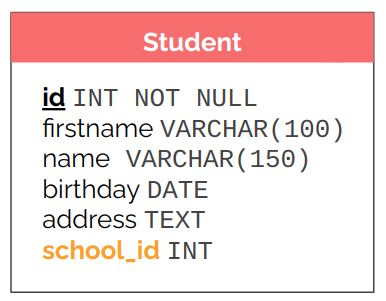 Student
id INT NOT NULL
firstname VARCHAR(100)
name VARCHAR(150)
birthday DATE
address TEXT
school_id INT